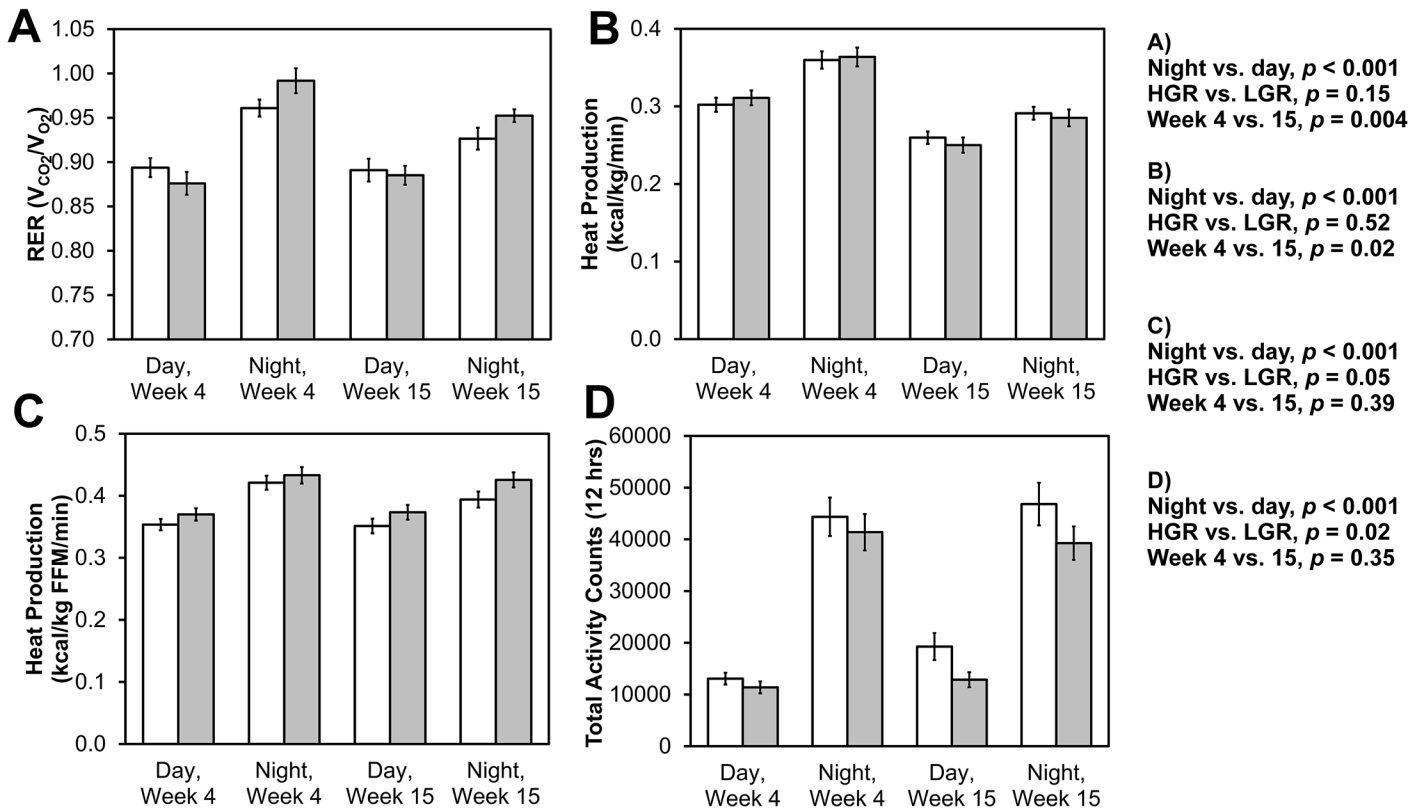 A
1.05
1.00
0.95
0.90
0.85
0.80
0.75
0.70
RER (VCO2/VO2)
Day,
Week 4
Night,
Week 4
Day,
Week 15
Night,
Week 15
B
0.4
0.3
0.2
0.1
0.0
Heat Production
(kcal/kg/min)
Day,
Week 4
Night,
Week 4
Day,
Week 15
Night,
Week 15
C
0.5
0.4
0.3
0.2
0.1
0.0
Heat Production
(kcal/kg FFM/min)
Day,
Week 4
Night,
Week 4
Day,
Week 15
Night,
Week 15
D
60000
50000
40000
30000
20000
10000
0
Total Activity Counts (12 hrs)
Day,
Week 4
Night,
Week 4
Day,
Week 15
Night,
Week 15
A)
Night vs. day, p < 0.001
HGR vs. LGR, p = 0.15
Week 4 vs. 15, p = 0.004
B)
Night vs. day, p < 0.001
HGR vs. LGR, p = 0.52
Week 4 vs. 15, p = 0.02
C)
Night vs. day, p < 0.001
HGR vs. LGR, p = 0.05
Week 4 vs. 15, p = 0.39
D)
Night vs. day, p < 0.001
HGR vs. LGR, p = 0.02
Week 4 vs. 15, p = 0.35